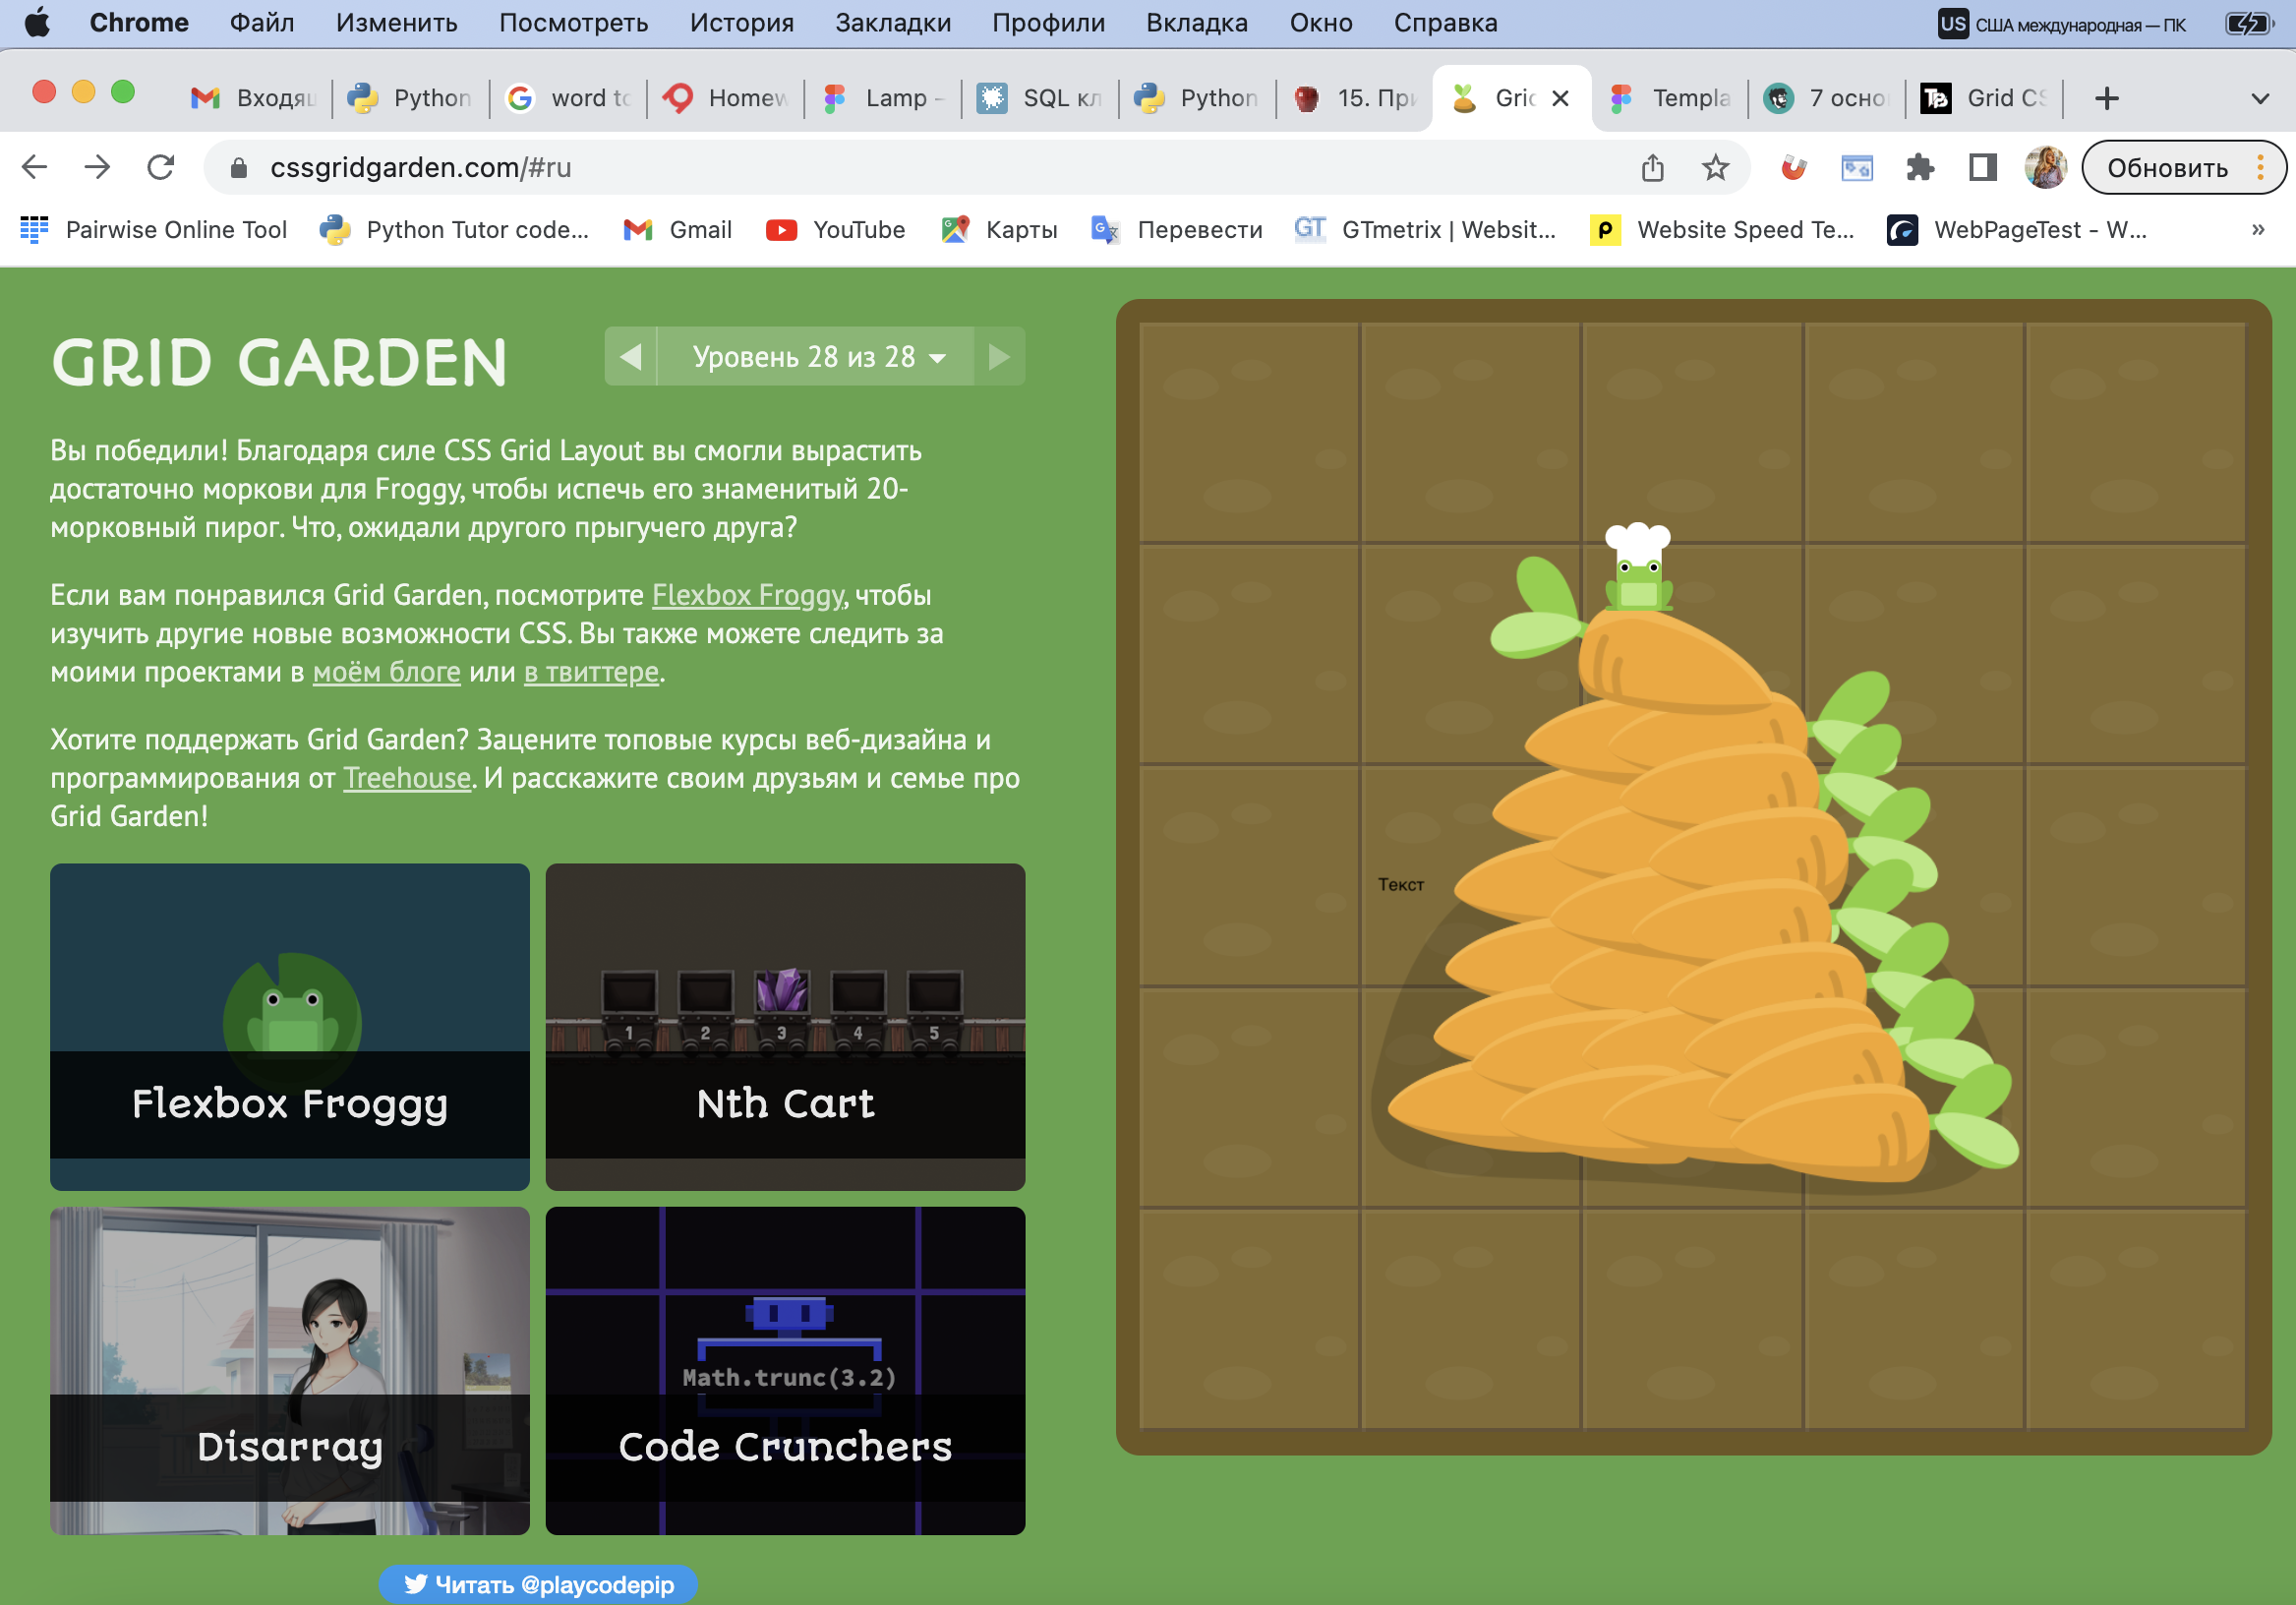 Chrome Файл Изменить Посмотреть История Закладки Профили Вкладка Окно Справка US США международная — ПК
Входящ Python word to Homew Lamp - SQL кл Python 15. При Grid Templa 7 осно Grid CS
cssgridgarden.com/#ru Обновить
Pairwise Online Tool Python Tutor code... Gmail YouTube Карты Перевести GT GTmetrix | Websit... Website Speed Te... WebPageTest - W... »
GRID GARDEN
Уровень 28 из 28
Вы победили! Благодаря силе CSS Grid Layout вы смогли вырастить
достаточно моркови для Froggy, чтобы испечь его знаменитый 20-
морковный пирог. Что, ожидали другого прыгучего друга?
Если вам понравился Grid Garden, посмотрите Flexbox Froggy, чтобы
изучить другие новые возможности CSS. Вы также можете следить за
моими проектами в моём блоге или в твиттере.
Хотите поддержать Grid Garden? Зацените топовые курсы веб-дизайна и
программирования от Treehouse. И расскажите своим друзьям и семье про
Grid Garden!
Текст
Flexbox Froggy
1 2 3 4 5
Nth Cart
Disarray
Math.trunc(3.2)
Code Crunchers
Читать @playcodepip